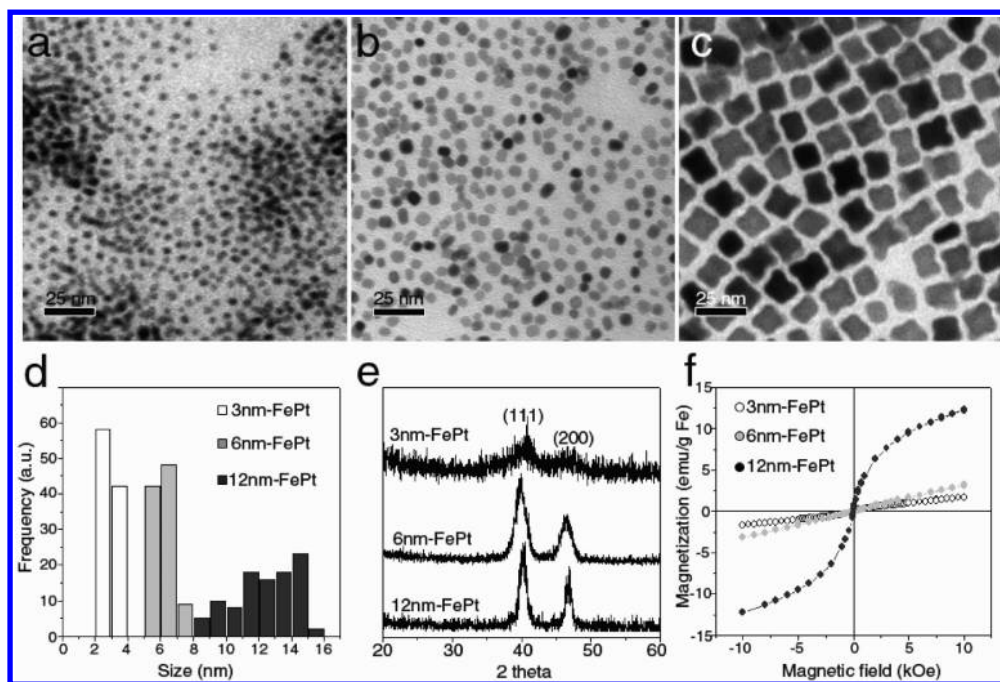 a
b
c
25 nm
25 nm
25 nm
d
3nm-FePt
6nm-FePt
12nm-FePt
Frequency (a.u.)
60
50
40
30
20
10
0
0 2 4 6 8 10 12 14 16
Size (nm)
e
(111)
(200)
3nm-FePt
6nm-FePt
12nm-FePt
20 30 40 50 60
2 theta
f
3nm-FePt
6nm-FePt
12nm-FePt
Magnetization (emu/g Fe)
15
10
5
0
-5
-10
-15
-10 -5 0 5 10
Magnetic field (kOe)